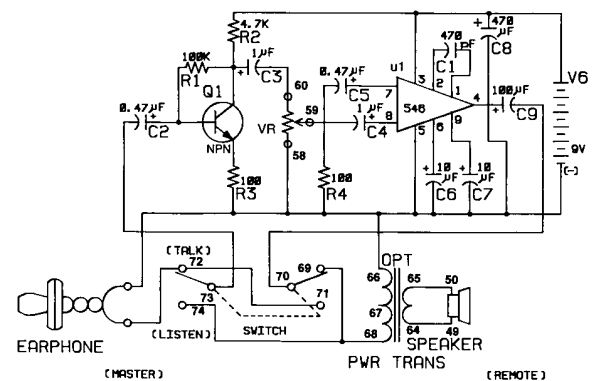 4.7K
R2
100K
R1
1µF
C3
Q1
NPN
0.47µF
C2
100
R3
60
59
VR
58
0.47µF
C5
1µF
C4
100
R4
u1
546
7
8
3
2
1
4
5
6
9
470
pF
C1
470
µF
C8
100µF
C9
10
µF
C6
10
µF
C7
V6
9V
(-)
(TALK)
72
73
74
(LISTEN)
SWITCH
69
70
71
OPT
66
67
68
65
64
PWR TRANS
50
49
SPEAKER
EARPHONE
(MASTER)
(REMOTE)